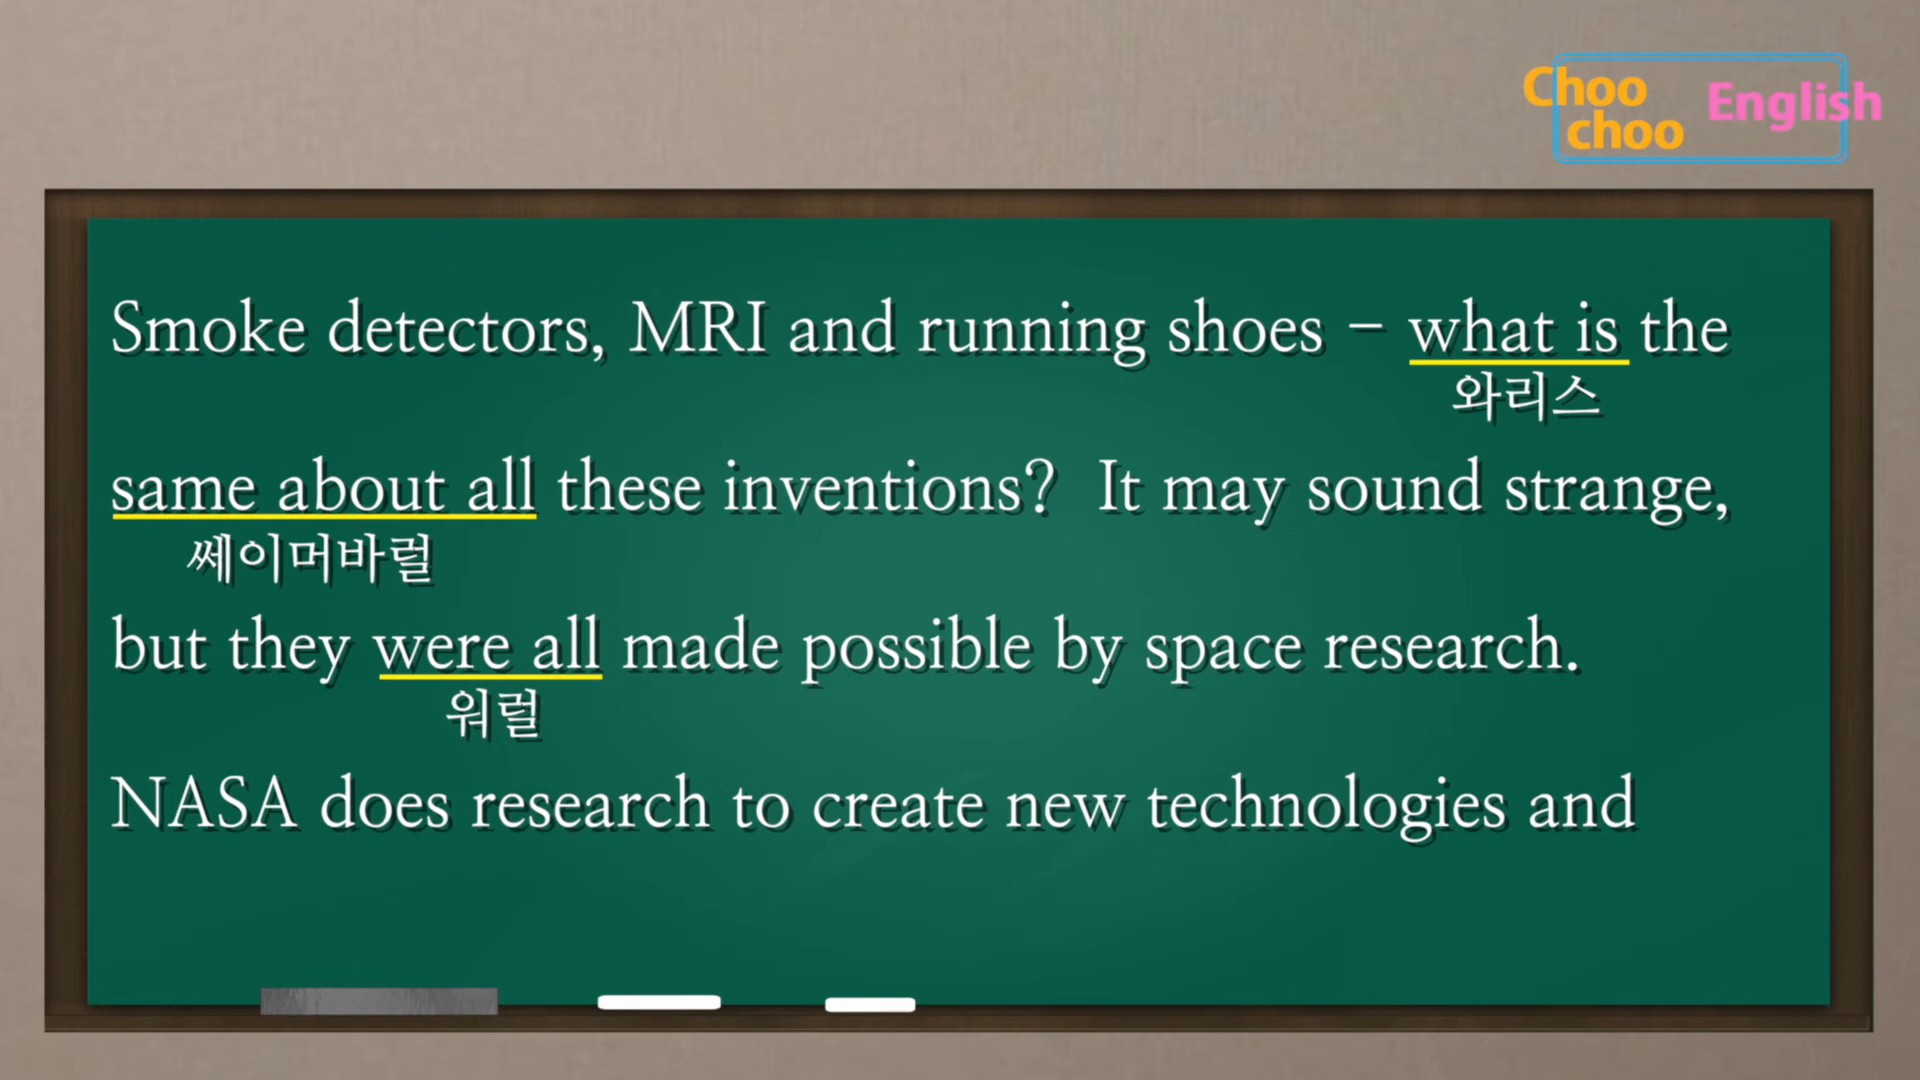 Choo
choo English
Smoke detectors, MRI and running shoes – what is the
와리스
same about all these inventions? It may sound strange,
쎄이머바럴
but they were all made possible by space research.
워럴
NASA does research to create new technologies and